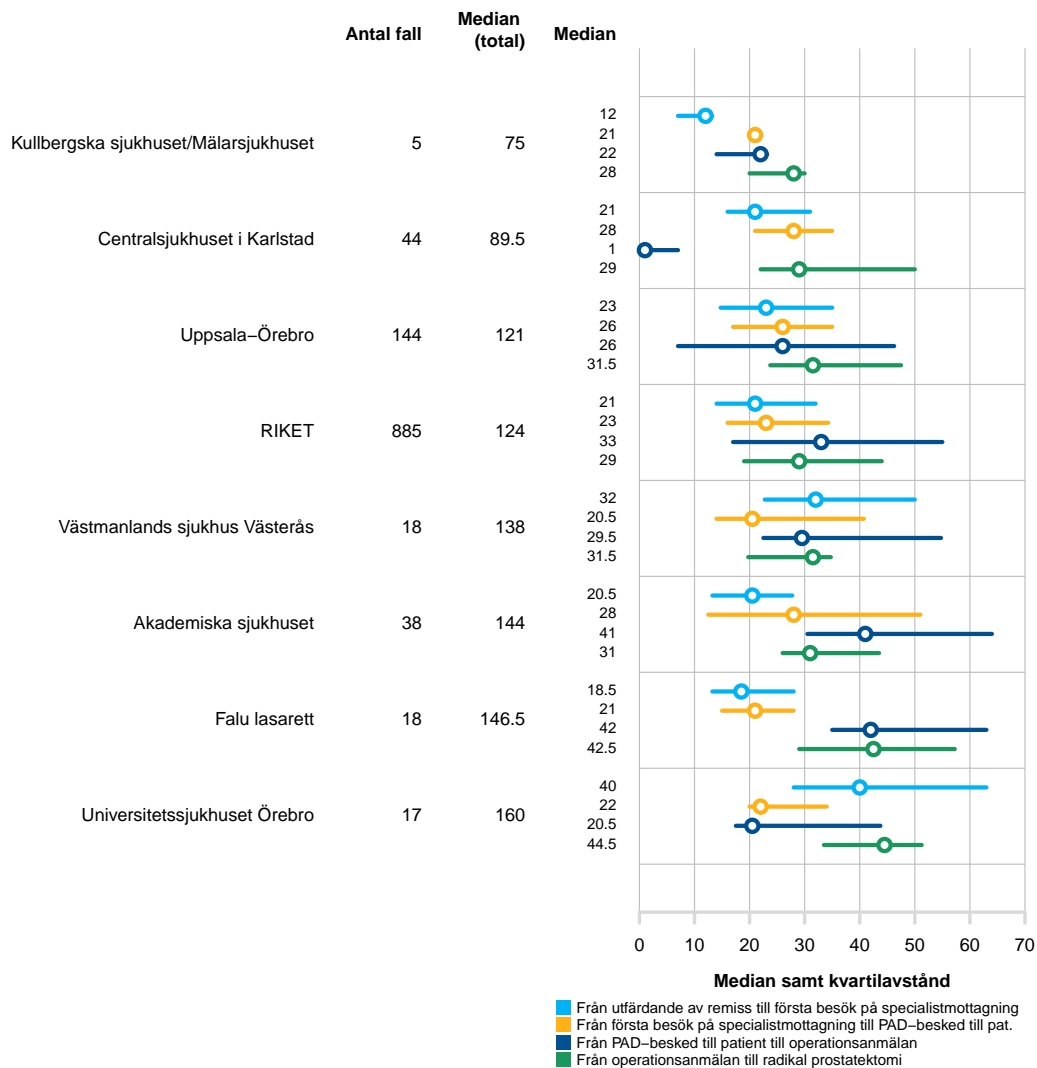 Antal fall Median (total) Median
12
21
Kullbergska sjukhuset/Mälarsjukhuset 5 75
22
28
21
28
Centralsjukhuset i Karlstad 44 89.5
1
29
23
26
Uppsala−Örebro 144 121
26
31.5
21
23
RIKET 885 124
33
29
32
20.5
Västmanlands sjukhus Västerås 18 138
29.5
31.5
20.5
28
Akademiska sjukhuset 38 144
41
31
18.5
21
Falu lasarett 18 146.5
42
42.5
40
22
Universitetssjukhuset Örebro 17 160
20.5
44.5
0 10 20 30 40 50 60 70
Median samt kvartilavstånd
Från utfärdande av remiss till första besök på specialistmottagning
Från första besök på specialistmottagning till PAD−besked till pat.
Från PAD−besked till patient till operationsanmälan
Från operationsanmälan till radikal prostatektomi